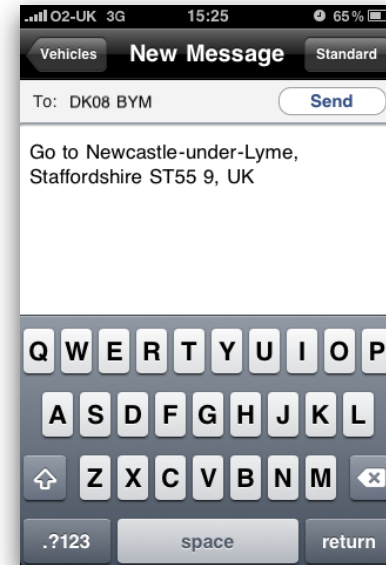 O2-UK 3G 15:25 65%
Vehicles New Message Standard
To: DK08 BYM Send
Go to Newcastle-under-Lyme,
Staffordshire ST55 9, UK
Q W E R T Y U I O P
A S D F G H J K L
Z X C V B N M
.?123 space return